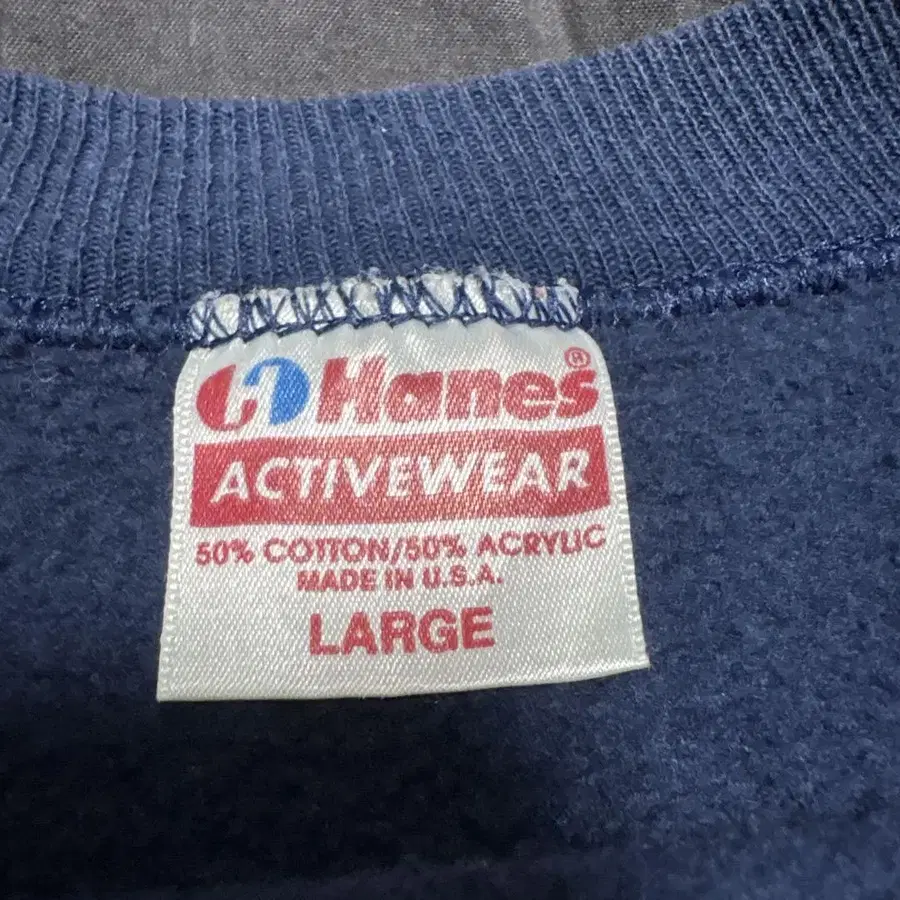 Hanes®
ACTIVEWEAR
50% COTTON/50% ACRYLIC
MADE IN U.S.A.
LARGE